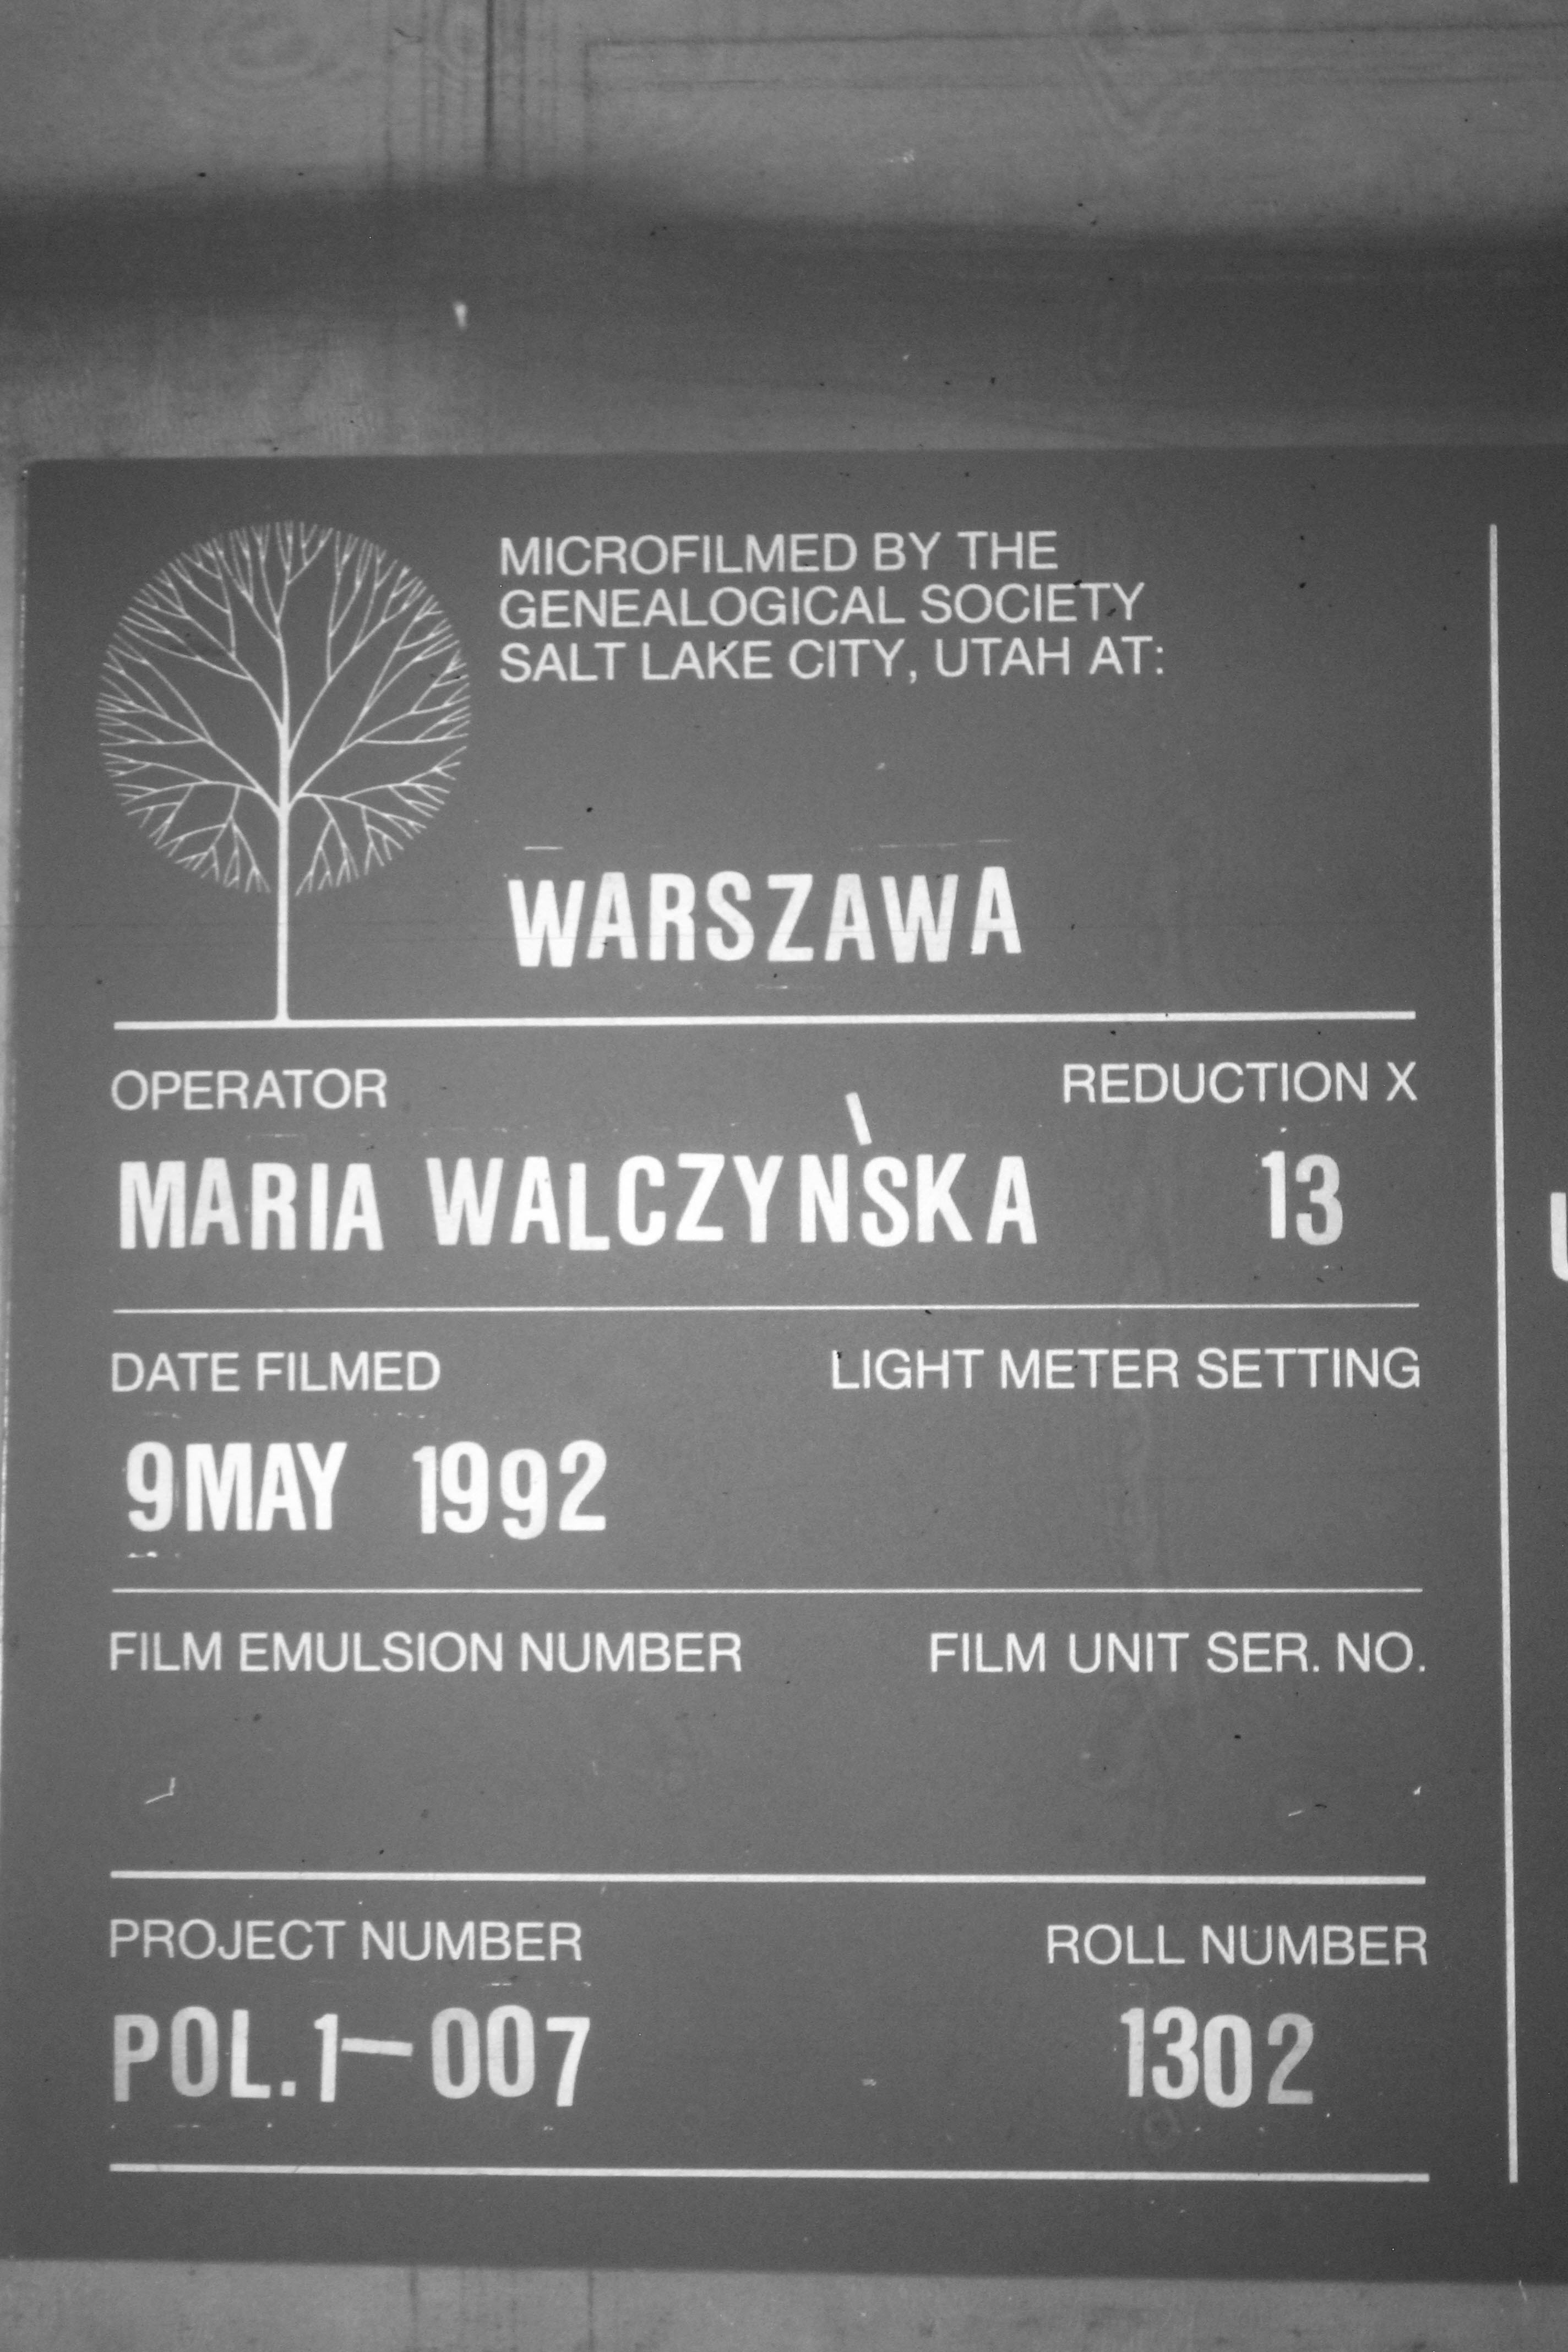 MICROFILMED BY THE
GENEALOGICAL SOCIETY
SALT LAKE CITY, UTAH AT:
WARSZAWA
OPERATOR REDUCTION X
MARIA WALCZYŃSKA 13
DATE FILMED LIGHT METER SETTING
9MAY 1992
FILM EMULSION NUMBER FILM UNIT SER. NO.
PROJECT NUMBER ROLL NUMBER
POL.1—007 1302